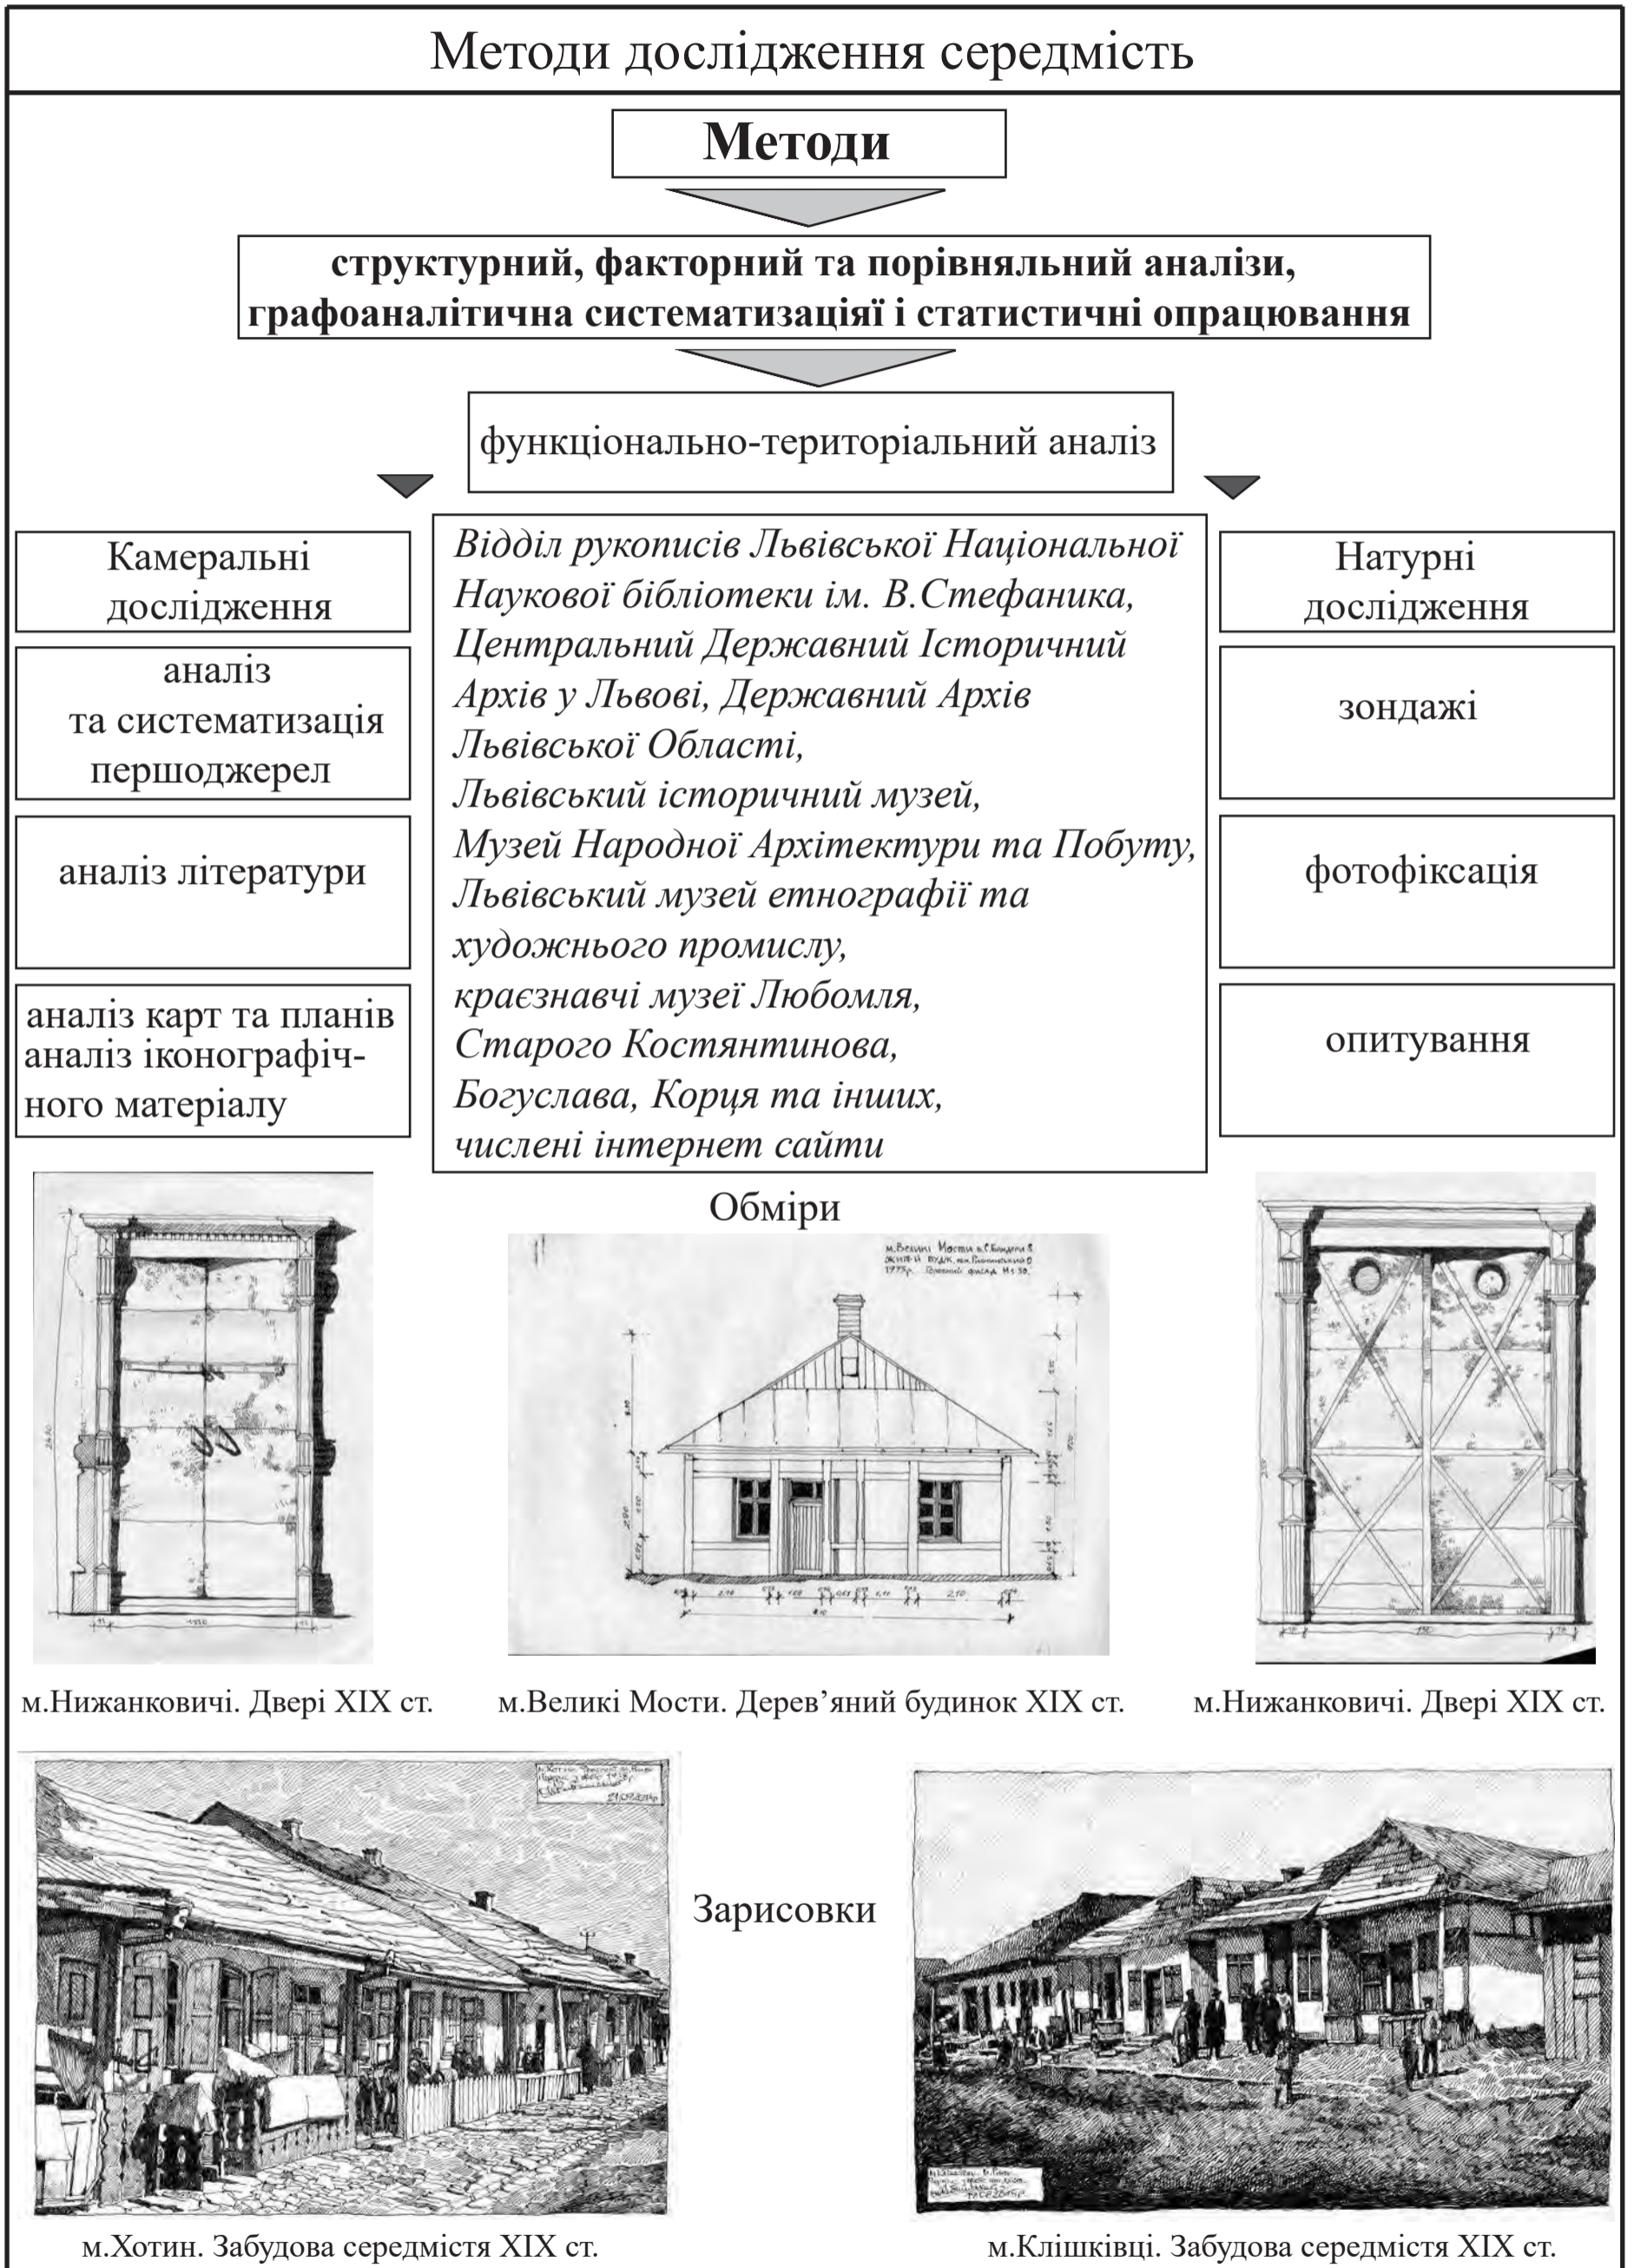 Методи дослідження середмість
Методи
структурний, факторний та порівняльний аналізи,
графоаналітична систематизаціяї і статистичні опрацювання
функціонально-територіальний аналіз
Камеральні
дослідження
аналіз
та систематизація
першоджерел
аналіз літератури
аналіз карт та планів
аналіз іконографіч-
ного матеріалу
Відділ рукописів Львівської Національної
Наукової бібліотеки ім. В.Стефаника,
Центральний Державний Історичний
Архів у Львові, Державний Архів
Львівської Області,
Львівський історичний музей,
Музей Народної Архітектури та Побуту,
Львівський музей етнографії та
художнього промислу,
краєзнавчі музеї Любомля,
Старого Костянтинова,
Богуслава, Корця та інших,
числені інтернет сайти
Натурні
дослідження
зондажі
фотофіксація
опитування
Обміри
м.Великі Мости
м.Нижанковичі. Двері XIX ст.
м.Великі Мости. Дерев’яний будинок XIX ст.
м.Нижанковичі. Двері XIX ст.
Зарисовки
м.Хотин. Забудова середмістя XIX ст.
м.Клішківці. Забудова середмістя XIX ст.